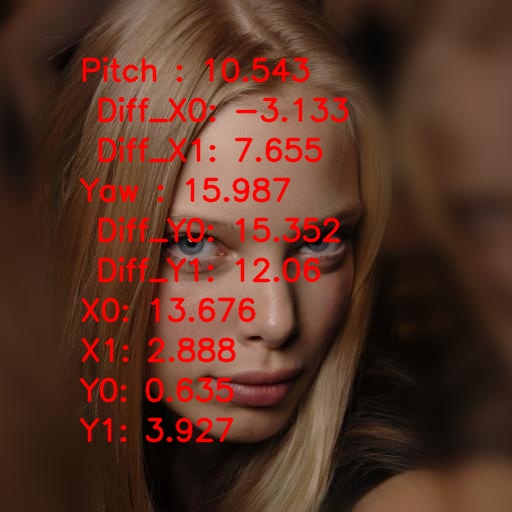 Pitch : 10.543
Diff_X0: -3.133
Diff_X1: 7.655
Yaw : 15.987
Diff_Y0: 15.352
Diff_Y1: 12.06
X0: 13.676
X1: 2.888
Y0: 0.635
Y1: 3.927